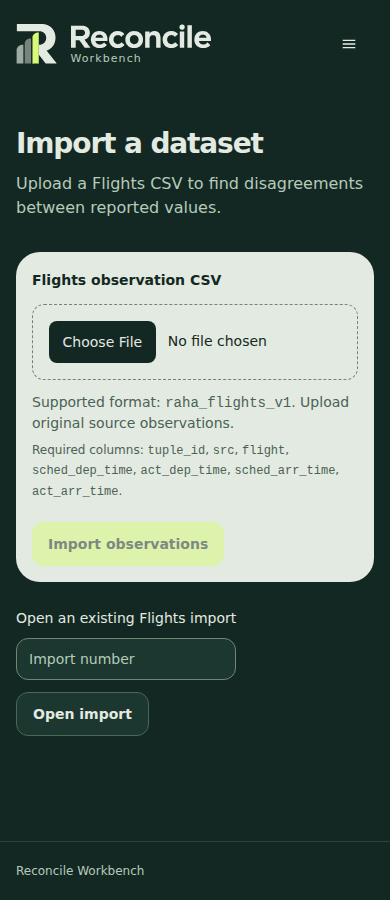 Reconcile
Workbench
Import a dataset
Upload a Flights CSV to find disagreements
between reported values.
Flights observation CSV
Choose File No file chosen
Supported format: raha_flights_v1. Upload
original source observations.
Required columns: tuple_id, src, flight,
sched_dep_time, act_dep_time, sched_arr_time,
act_arr_time.
Import observations
Open an existing Flights import
Import number
Open import
Reconcile Workbench